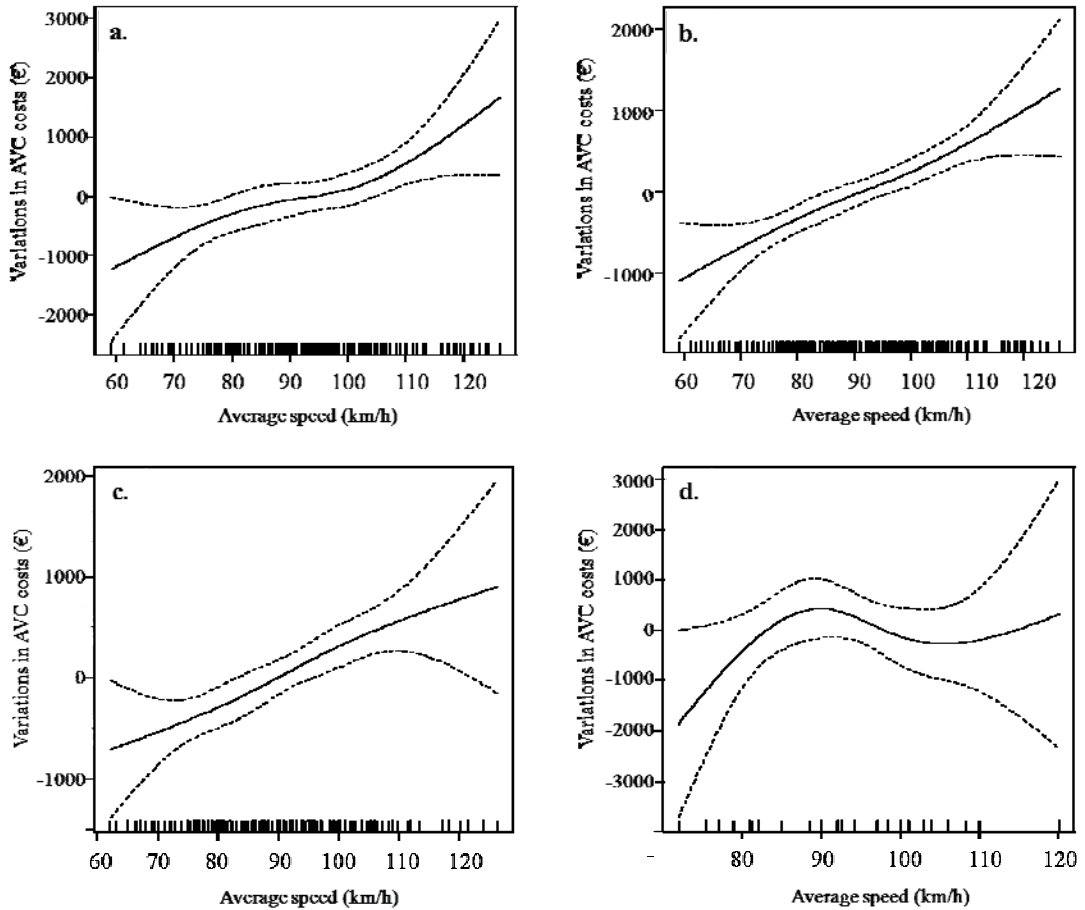 a.
Variations in AVC costs (€)
3000
2000
1000
0
-1000
-2000
60 70 80 90 100 110 120
Average speed (km/h)
b.
Variations in AVC costs (€)
2000
1000
0
-1000
60 70 80 90 100 110 120
Average speed (km/h)
c.
Variations in AVC costs (€)
2000
1000
0
-1000
60 70 80 90 100 110 120
Average speed (km/h)
d.
Variations in AVC costs (€)
3000
2000
1000
0
-1000
-2000
-3000
80 90 100 110 120
Average speed (km/h)